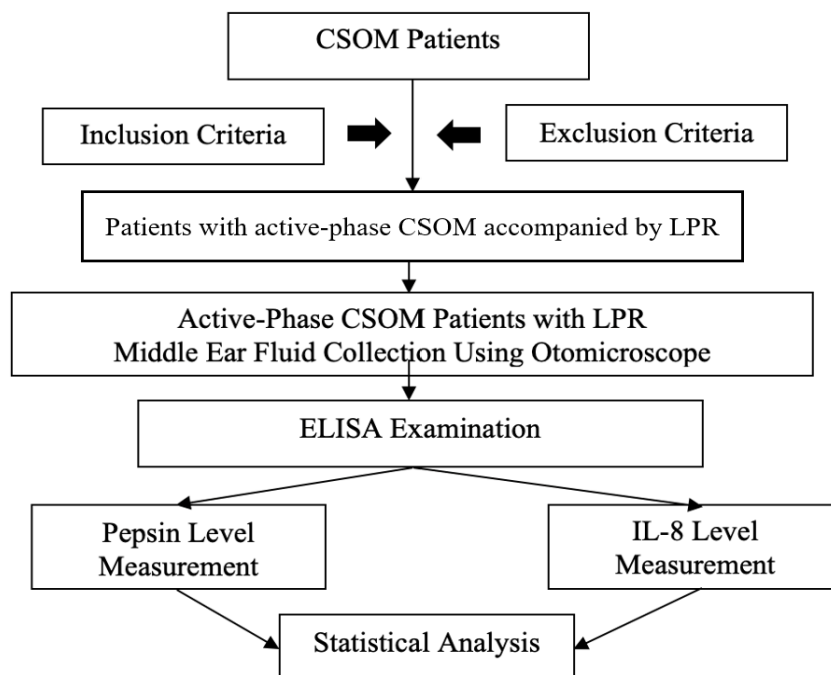 CSOM Patients
Inclusion Criteria
Exclusion Criteria
Patients with active-phase CSOM accompanied by LPR
Active-Phase CSOM Patients with LPR
Middle Ear Fluid Collection Using Otomicroscope
ELISA Examination
Pepsin Level
Measurement
IL-8 Level
Measurement
Statistical Analysis